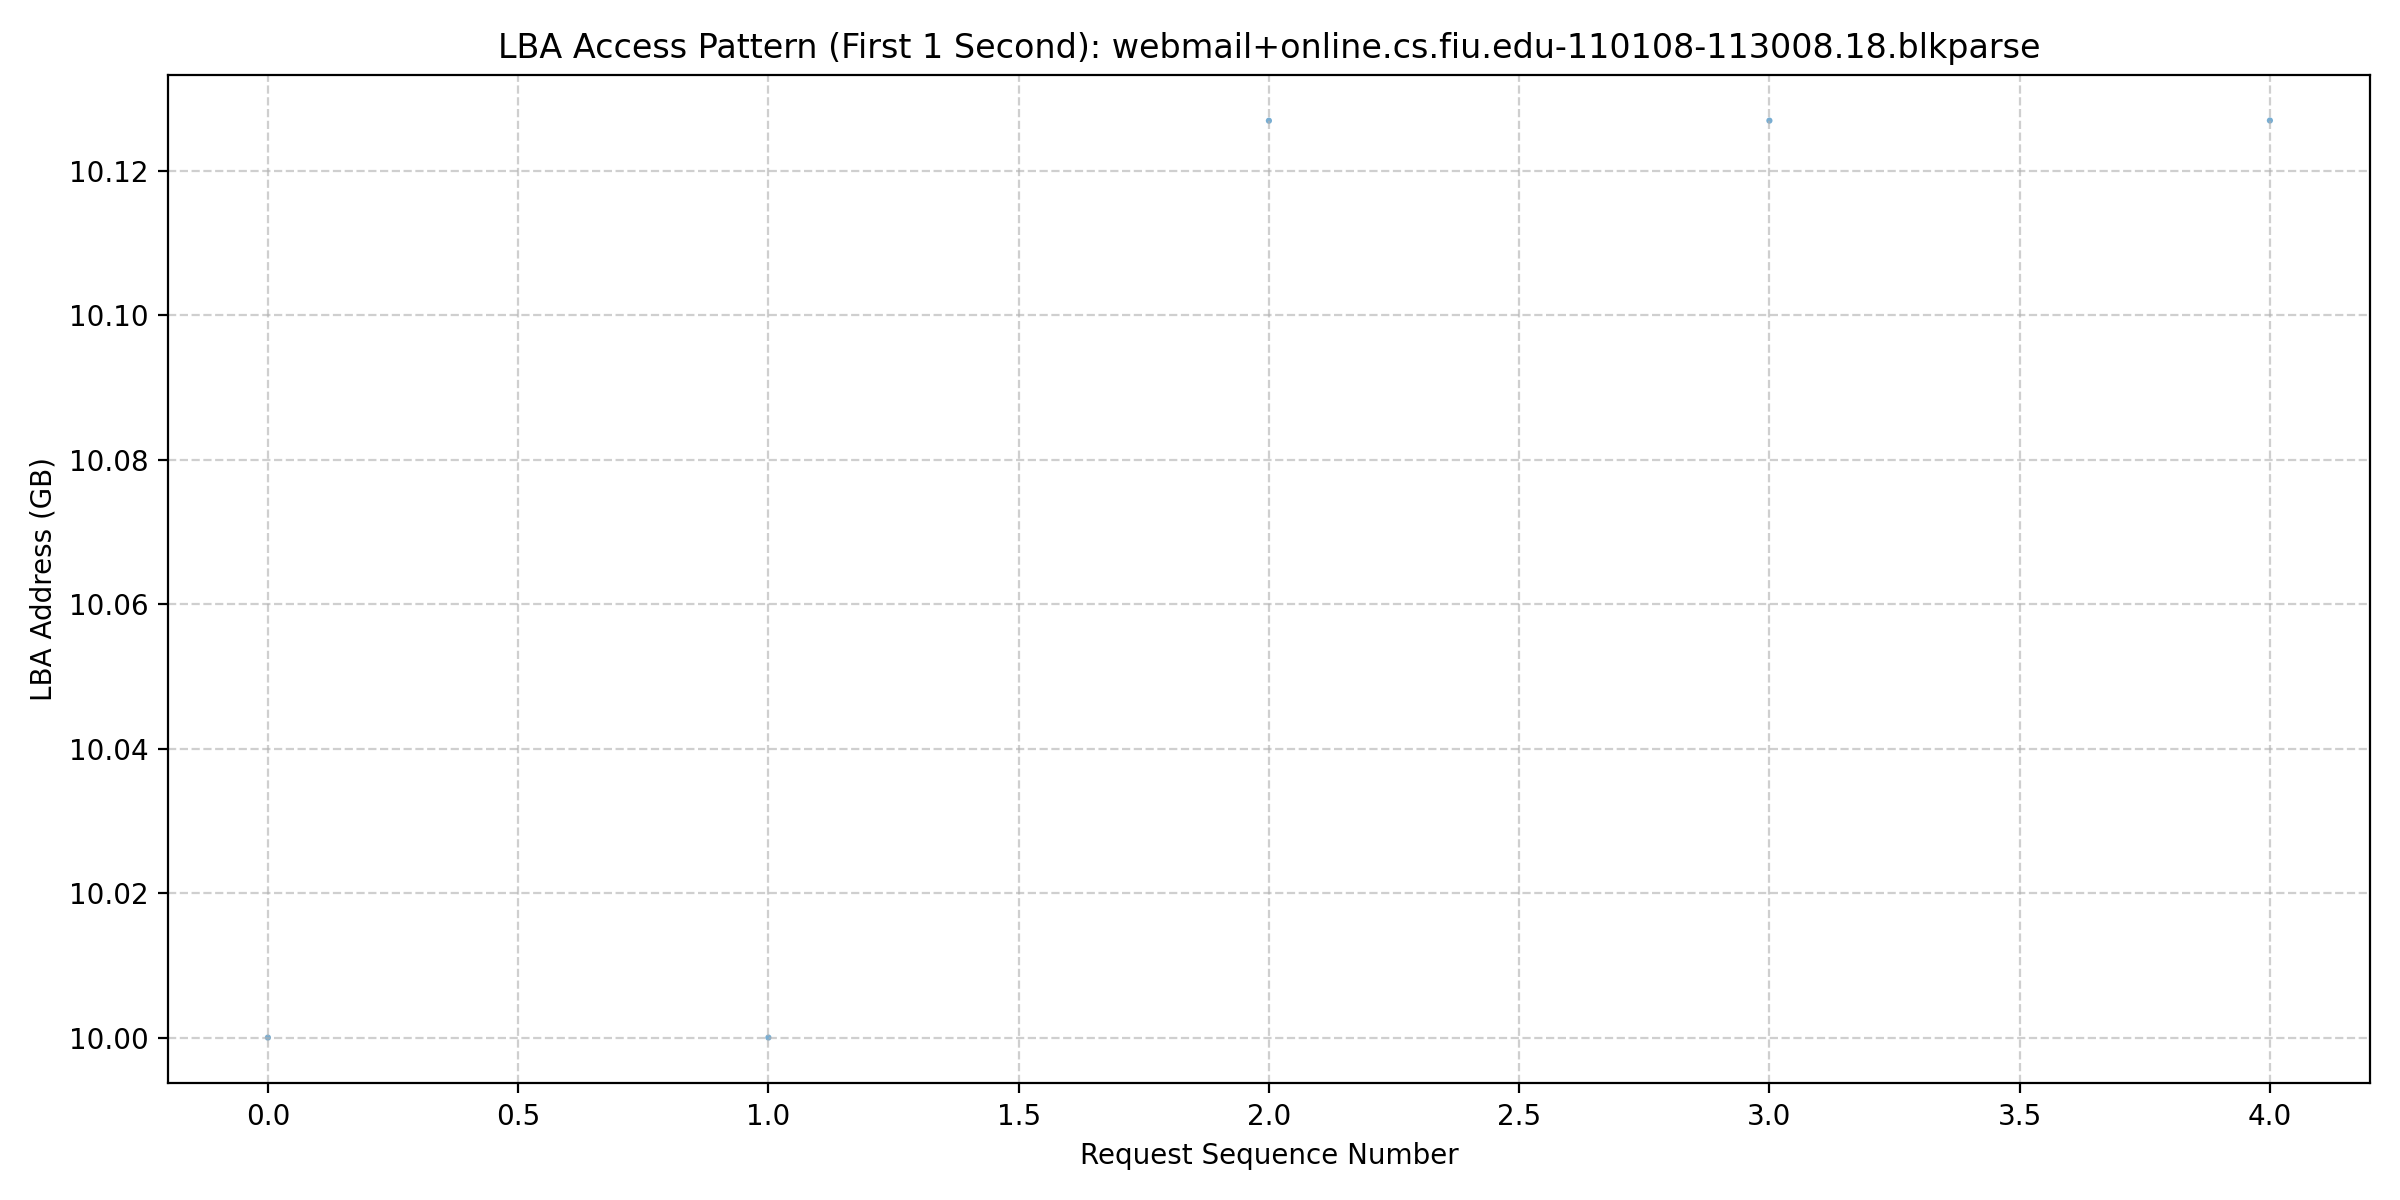 LBA Access Pattern (First 1 Second): webmail+online.cs.fiu.edu-110108-113008.18.blkparse
LBA Address (GB)
10.12
10.10
10.08
10.06
10.04
10.02
10.00
0.0 0.5 1.0 1.5 2.0 2.5 3.0 3.5 4.0
Request Sequence Number